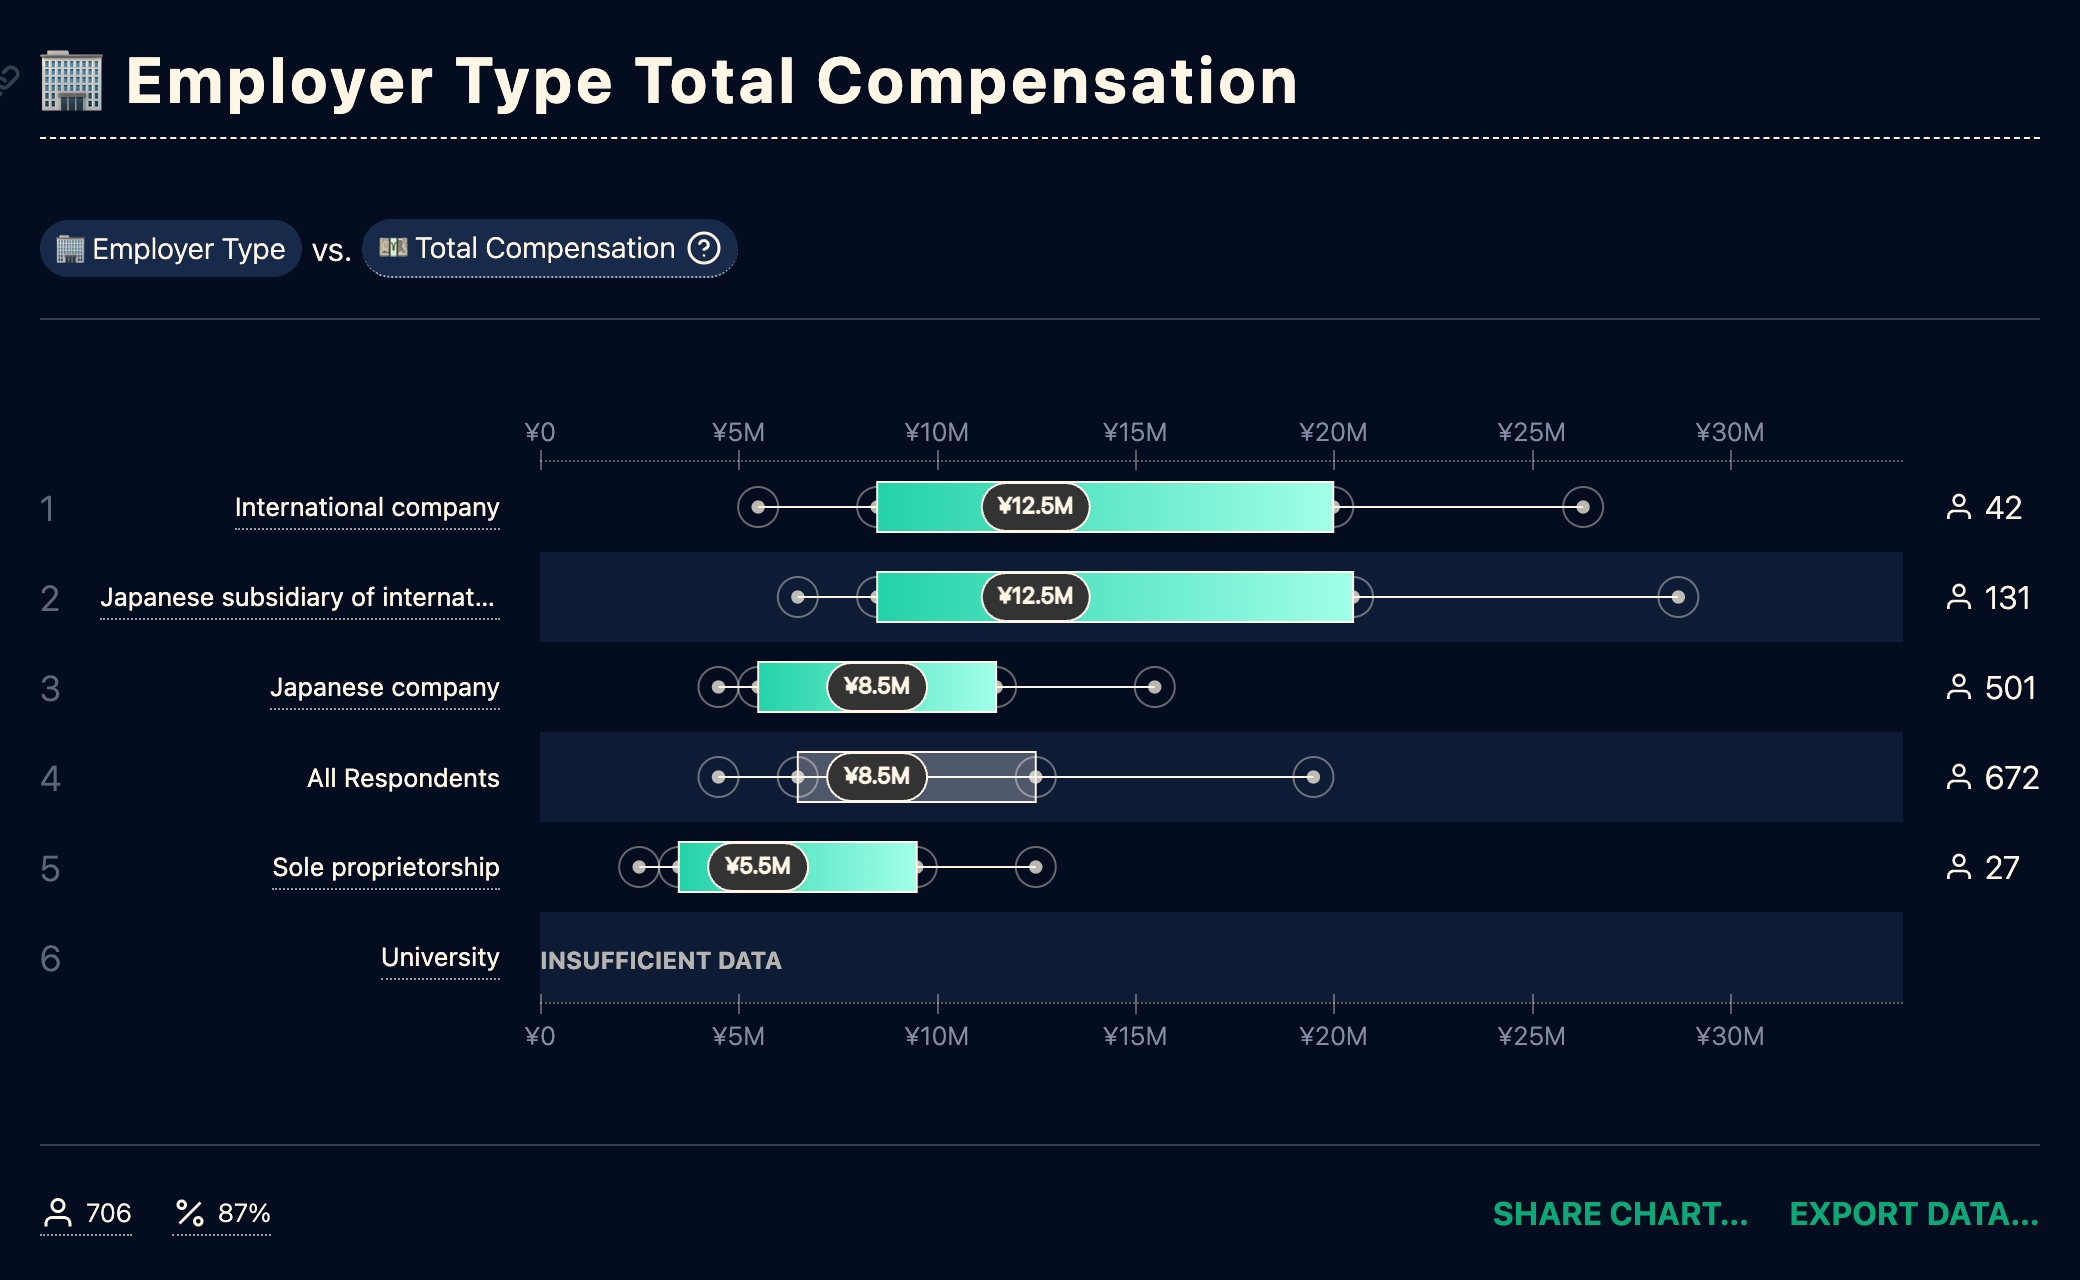 Employer Type Total Compensation
Employer Type vs. Total Compensation ?
¥0 ¥5M ¥10M ¥15M ¥20M ¥25M ¥30M
1 International company ¥12.5M 42
2 Japanese subsidiary of internat... ¥12.5M 131
3 Japanese company ¥8.5M 501
4 All Respondents ¥8.5M 672
5 Sole proprietorship ¥5.5M 27
6 University INSUFFICIENT DATA
¥0 ¥5M ¥10M ¥15M ¥20M ¥25M ¥30M
706 % 87% SHARE CHART... EXPORT DATA...